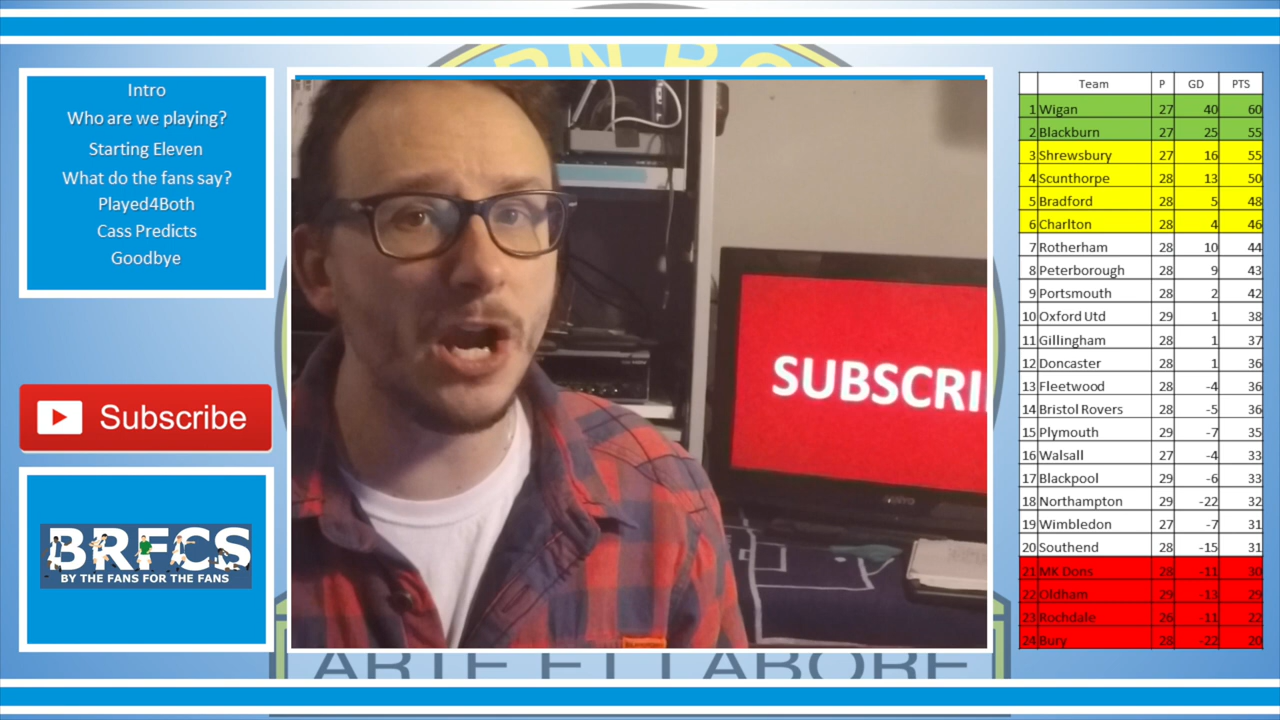 RN RO
Intro
Who are we playing?
Starting Eleven
What do the fans say?
Played4Both
Cass Predicts
Goodbye
Subscribe
BRFCS
BY THE FANS FOR THE FANS
SUBSCRI
ARTE ET LABORE
Team P GD PTS
1 Wigan 27 40 60
2 Blackburn 27 25 55
3 Shrewsbury 27 16 55
4 Scunthorpe 28 13 50
5 Bradford 28 5 48
6 Charlton 28 4 46
7 Rotherham 28 10 44
8 Peterborough 28 9 43
9 Portsmouth 28 2 42
10 Oxford Utd 29 1 38
11 Gillingham 28 1 37
12 Doncaster 28 1 36
13 Fleetwood 28 -4 36
14 Bristol Rovers 28 -5 36
15 Plymouth 29 -7 35
16 Walsall 27 -4 33
17 Blackpool 29 -6 33
18 Northampton 29 -22 32
19 Wimbledon 27 -7 31
20 Southend 28 -15 31
21 MK Dons 28 -11 30
22 Oldham 29 -13 29
23 Rochdale 26 -11 22
24 Bury 28 -22 20